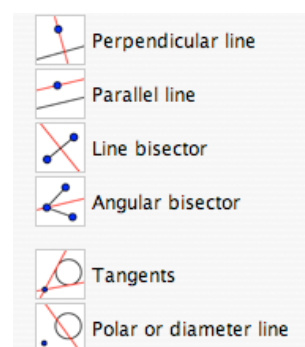 Perpendicular line
Parallel line
Line bisector
Angular bisector
Tangents
Polar or diameter line